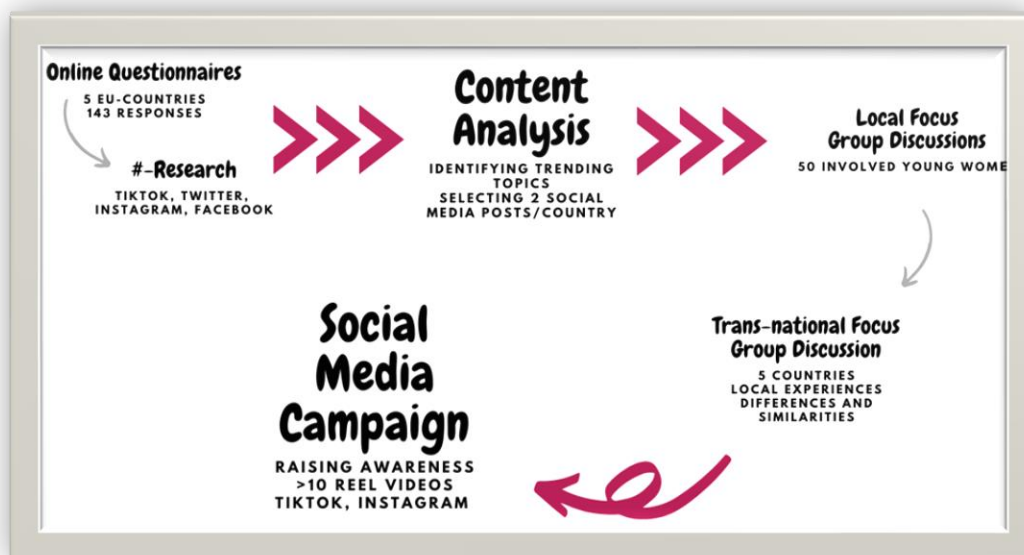 Online Questionnaires
5 EU-COUNTRIES
143 RESPONSES
#-Research
TIKTOK, TWITTER,
INSTAGRAM, FACEBOOK
Content
Analysis
IDENTIFYING TRENDING
TOPICS
SELECTING 2 SOCIAL
MEDIA POSTS/COUNTRY
Local Focus
Group Discussions
50 INVOLVED YOUNG WOME
Trans-national Focus
Group Discussion
5 COUNTRIES
LOCAL EXPERIENCES
DIFFERENCES AND
SIMILARITIES
Social
Media
Campaign
RAISING AWARENESS
>10 REEL VIDEOS
TIKTOK, INSTAGRAM